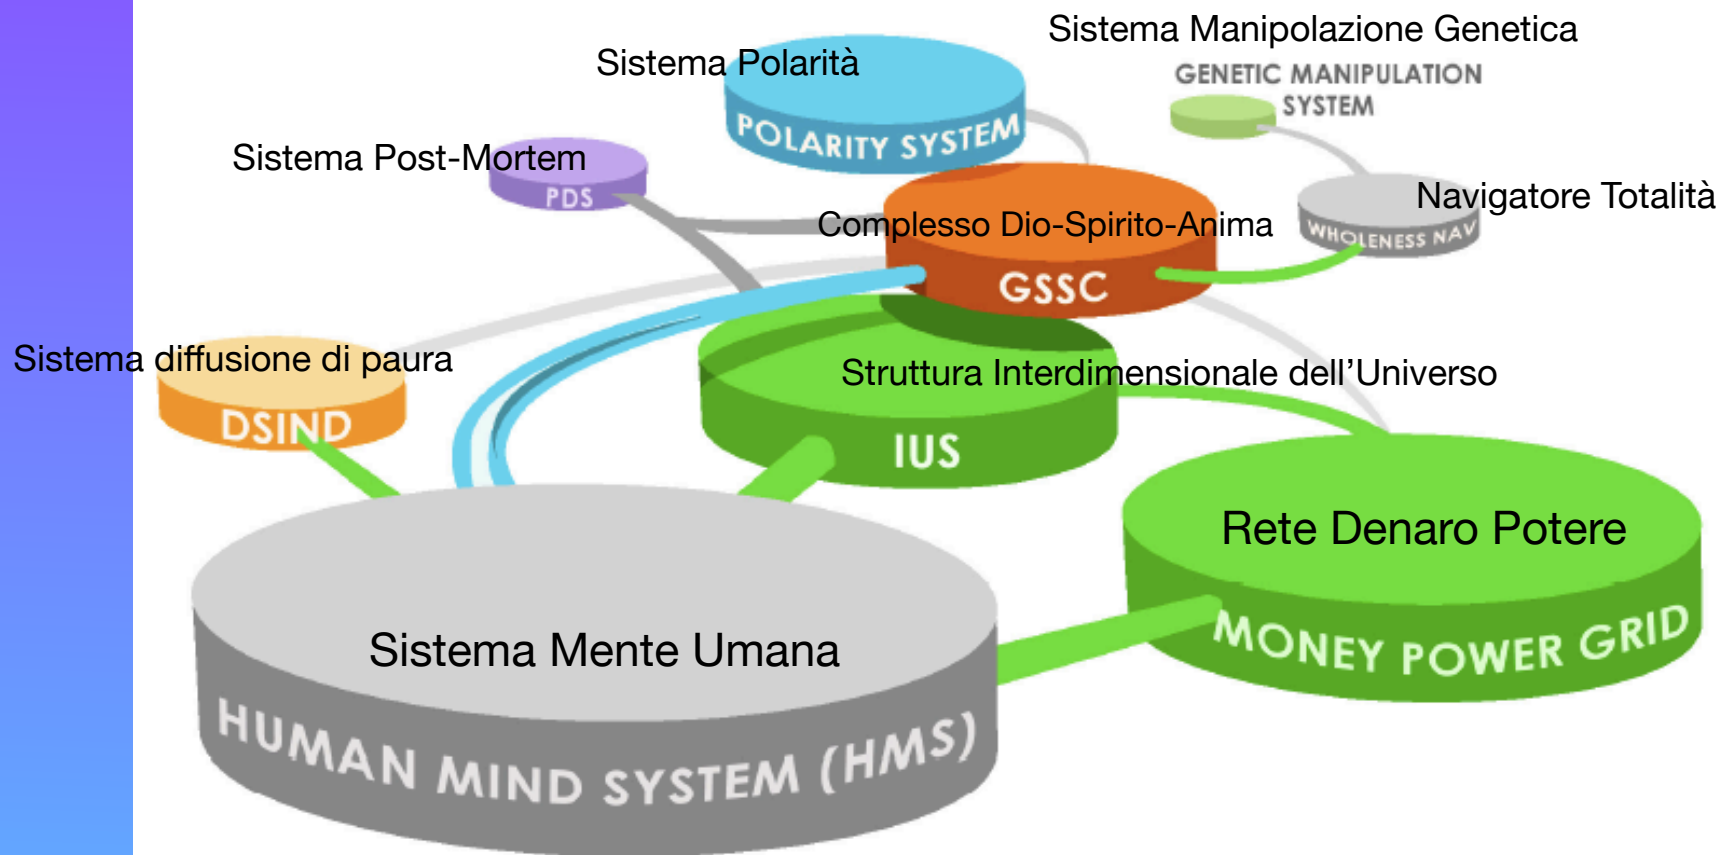 Sistema Manipolazione Genetica
GENETIC MANIPULATION
SYSTEM
Sistema Polarità
POLARITY SYSTEM
Sistema Post-Mortem
PDS
Navigatore Totalità
WHOLENESS NAV
Complesso Dio-Spirito-Anima
GSSC
Sistema diffusione di paura
DSIND
Struttura Interdimensionale dell’Universo
IUS
Rete Denaro Potere
MONEY POWER GRID
Sistema Mente Umana
HUMAN MIND SYSTEM (HMS)